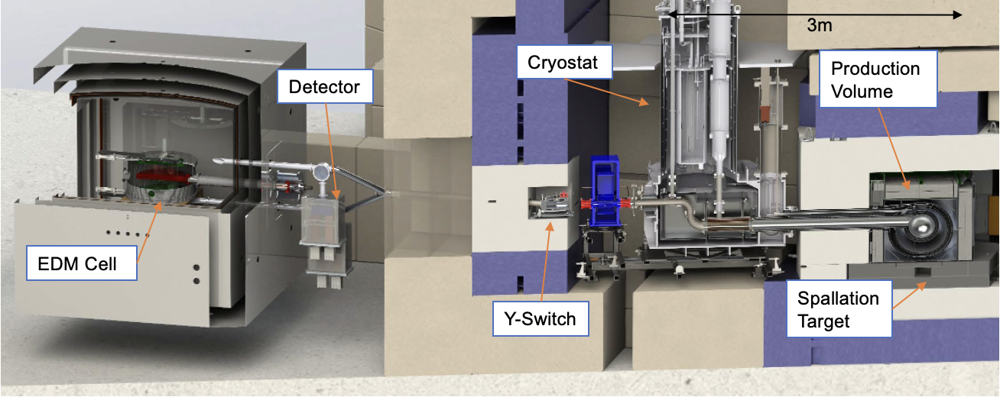 3m
Cryostat
Production
Volume
Detector
EDM Cell
Y-Switch
Spallation
Target